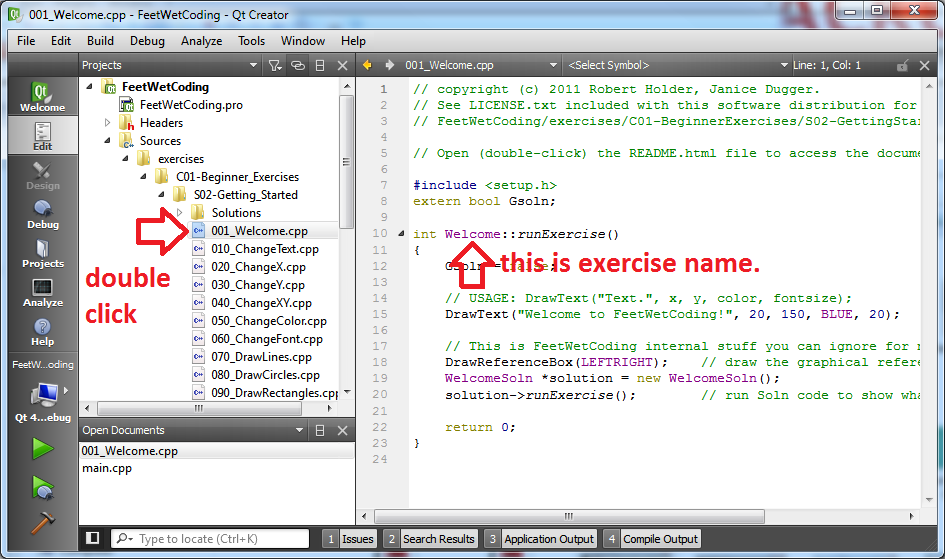 001_Welcome.cpp - FeetWetCoding - Qt Creator
File Edit Build Debug Analyze Tools Window Help
Projects
001_Welcome.cpp
<Select Symbol>
Line: 1, Col: 1
Welcome
Edit
Design
Debug
Projects
Analyze
Help
FeetW...oding
Qt 4...ebug
FeetWetCoding
FeetWetCoding.pro
Headers
Sources
exercises
C01-Beginner_Exercises
S02-Getting_Started
Solutions
001_Welcome.cpp
010_ChangeText.cpp
020_ChangeX.cpp
030_ChangeY.cpp
040_ChangeXY.cpp
050_ChangeColor.cpp
060_ChangeFont.cpp
070_DrawLines.cpp
080_DrawCircles.cpp
090_DrawRectangles.cpp
double
click
Open Documents
001_Welcome.cpp
main.cpp
1 // copyright (c) 2011 Robert Holder, Janice Dugger.
2 // See LICENSE.txt included with this software distribution for
3 // FeetWetCoding/exercises/C01-BeginnerExercises/S02-GettingStar
4
5 // Open (double-click) the README.html file to access the docume
6
7 #include <setup.h>
8 extern bool Gsoln;
9
10 int Welcome::runExercise()
11 {
12 Gsoln = false;
this is exercise name.
13
14 // USAGE: DrawText("Text.", x, y, color, fontsize);
15 DrawText("Welcome to FeetWetCoding!", 20, 150, BLUE, 20);
16
17 // This is FeetWetCoding internal stuff you can ignore for n
18 DrawReferenceBox(LEFTRIGHT); // draw the graphical refere
19 WelcomeSoln *solution = new WelcomeSoln();
20 solution->runExercise(); // run Soln code to show wha
21
22 return 0;
23 }
24
Type to locate (Ctrl+K)
1 Issues
2 Search Results
3 Application Output
4 Compile Output